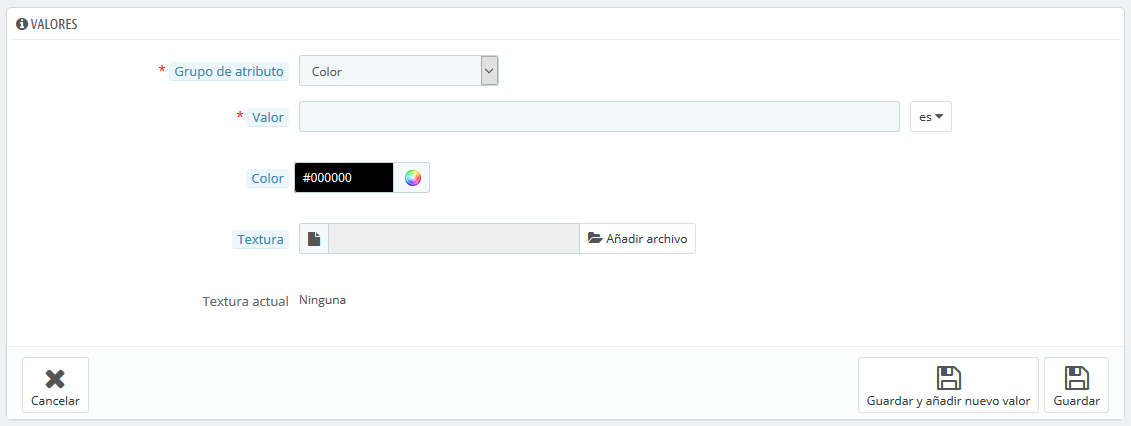 VALORES
* Grupo de atributo Color
* Valor es
Color #000000
Textura Añadir archivo
Textura actual Ninguna
Cancelar Guardar y añadir nuevo valor Guardar